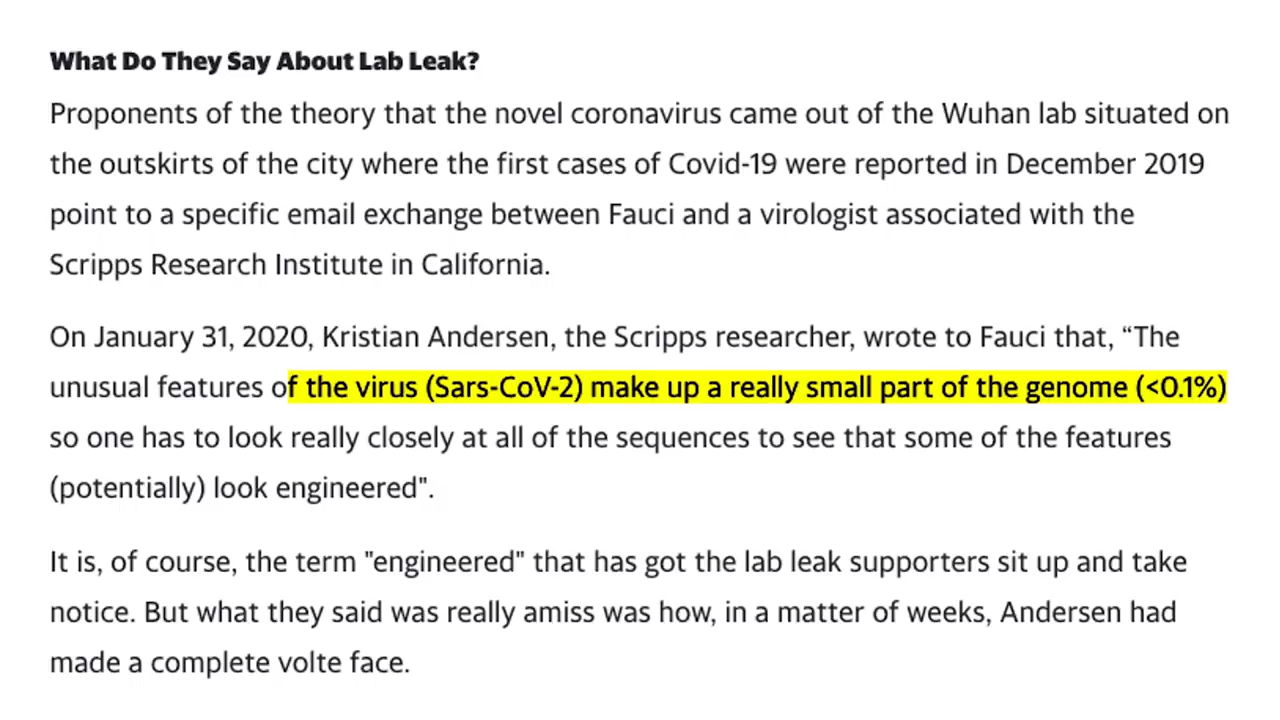 What Do They Say About Lab Leak?
Proponents of the theory that the novel coronavirus came out of the Wuhan lab situated on
the outskirts of the city where the first cases of Covid-19 were reported in December 2019
point to a specific email exchange between Fauci and a virologist associated with the
Scripps Research Institute in California.
On January 31, 2020, Kristian Andersen, the Scripps researcher, wrote to Fauci that, “The
unusual features of the virus (Sars-CoV-2) make up a really small part of the genome (<0.1%)
so one has to look really closely at all of the sequences to see that some of the features
(potentially) look engineered".
It is, of course, the term "engineered" that has got the lab leak supporters sit up and take
notice. But what they said was really amiss was how, in a matter of weeks, Andersen had
made a complete volte face.